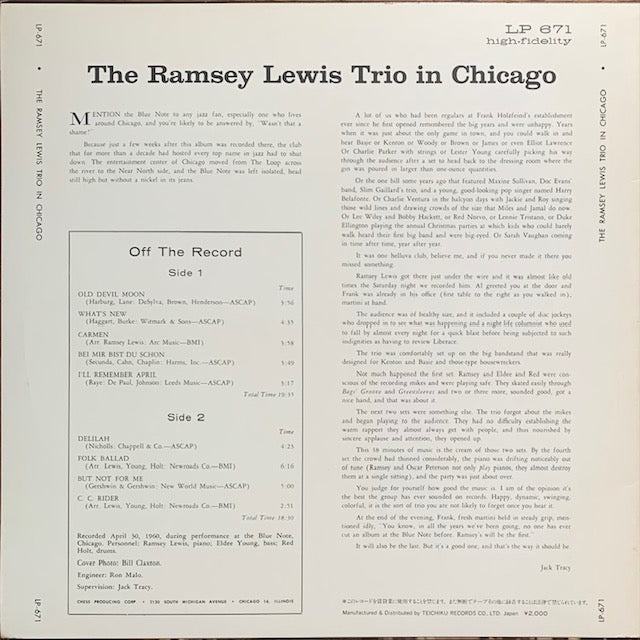 LP 671
high-fidelity
The Ramsey Lewis Trio in Chicago
LP-671 • THE RAMSEY LEWIS TRIO IN CHICAGO
LP-671
MENTION the Blue Note to any jazz fan, especially one who lives
around Chicago, and you're likely to be answered by, "Wasn't that a
shame?"
Because just a few weeks after this album was recorded there, the club
that for more than a decade had hosted every top name in jazz had to shut
down. The entertainment center of Chicago moved from The Loop across
the river to the Near North side, and the Blue Note was left isolated, head
still high but without a nickel in its jeans.
Off The Record
Side 1
Time
OLD DEVIL MOON
(Harburg, Lane: DeSylva, Brown, Henderson—ASCAP) 3:56
WHAT'S NEW
(Haggart, Burke: Witmark & Sons—ASCAP) 4:35
CARMEN
(Arr. Ramsey Lewis: Arc Music—BMI) 3:58
BEI MIR BIST DU SCHON
(Secunda, Cahn, Chaplin: Harms, Inc.—ASCAP) 3:49
I'LL REMEMBER APRIL
(Raye: De Paul, Johnson: Leeds Music—ASCAP) 3:17
Total Time 19:35
Side 2
Time
DELILAH
(Nicholls: Chappell & Co.—ASCAP) 4:23
FOLK BALLAD
(Arr. Lewis, Young, Holt: Newroads Co.—BMI) 6:16
BUT NOT FOR ME
(Gershwin & Gershwin: New World Music—ASCAP) 5:00
C. C. RIDER
(Arr. Lewis, Young, Holt: Newroads Co.—BMI) 2:51
Total Time 18:30
Recorded April 30, 1960, during performance at the Blue Note,
Chicago. Personnel: Ramsey Lewis, piano; Eldee Young, bass; Red
Holt, drums.
Cover Photo: Bill Claxton.
Engineer: Ron Malo.
Supervision: Jack Tracy.
CHESS PRODUCING CORP. • 2120 SOUTH MICHIGAN AVENUE • CHICAGO 16, ILLINOIS
A lot of us who had been regulars at Frank Holzfeind's establishment
ever since he first opened remembered the big years and were unhappy. Years
when it was just about the only game in town, and you could walk in and
hear Basie or Kenton or Woody or Brown or James or even Elliot Lawrence
Or Charlie Parker with strings or Lester Young carefully picking his way
through the audience after a set to head back to the dressing room where the
gin was poured in larger than one-ounce quantities.
Or the one bill some years ago that featured Maxine Sullivan, Doc Evans'
band, Slim Gaillard's trio, and a young, good-looking pop singer named Harry
Belafonte. Or Charlie Ventura in the halcyon days with Jackie and Roy singing
those wild lines and drawing crowds of the size that Miles and Jamal do now.
Or Lee Wiley and Bobby Hackett, or Red Norvo, or Lennie Tristano, or Duke
Ellington playing the annual Christmas parties at which kids who could barely
walk heard their first big band and were big-eyed. Or Sarah Vaughan coming
in time after time, year after year.
It was one helluva club, believe me, and if you never made it there you
missed something.
Ramsey Lewis got there just under the wire and it was almost like old
times the Saturday night we recorded him. Al greeted you at the door and
Frank was already in his office (first table to the right as you walked in),
martini at hand.
The audience was of healthy size, and it included a couple of disc jockeys
who dropped in to see what was happening and a night life columnist who used
to fall by almost every night for a quick blast before being subjected to such
indignities as having to review Liberace.
The trio was comfortably set up on the big bandstand that was really
designed for Kenton and Basie and those-type housewreckers.
Not much happened the first set. Ramsey and Eldee and Red were con-
scious of the recording mikes and were playing safe. They skated easily through
Bags' Groove and Greensleeves and two or three more, sounded good, got a
nice hand, and that was about it.
The next two sets were something else. The trio forgot about the mikes
and began playing to the audience. They had no difficulty establishing the
warm rapport they almost always get with people, and thus nourished by
sincere applause and attention, they opened up.
This 38 minutes of music is the cream of those two sets. By the fourth
set the crowd had thinned considerably, the piano was drifting noticeably out
of tune (Ramsey and Oscar Peterson not only play pianos, they almost destroy
them at a single sitting), and the party was just about over.
You judge for yourself how good the music is. I am of the opinion it's
the best the group has ever sounded on records. Happy, dynamic, swinging,
colorful, it is the sort of trio you are not likely to forget once you hear it.
At the end of the evening, Frank, fresh martini held in steady grip, men-
tioned idly, "You know, in all the years we've been going, no one has ever
cut an album at the Blue Note before. Ramsey's will be the first."
It will also be the last. But it's a good one, and that's the way it should be.
Jack Tracy
Manufactured & Distributed by TEICHIKU RECORDS CO., LTD. Japan ¥2,000
LP-671 • THE RAMSEY LEWIS TRIO IN CHICAGO
LP-671